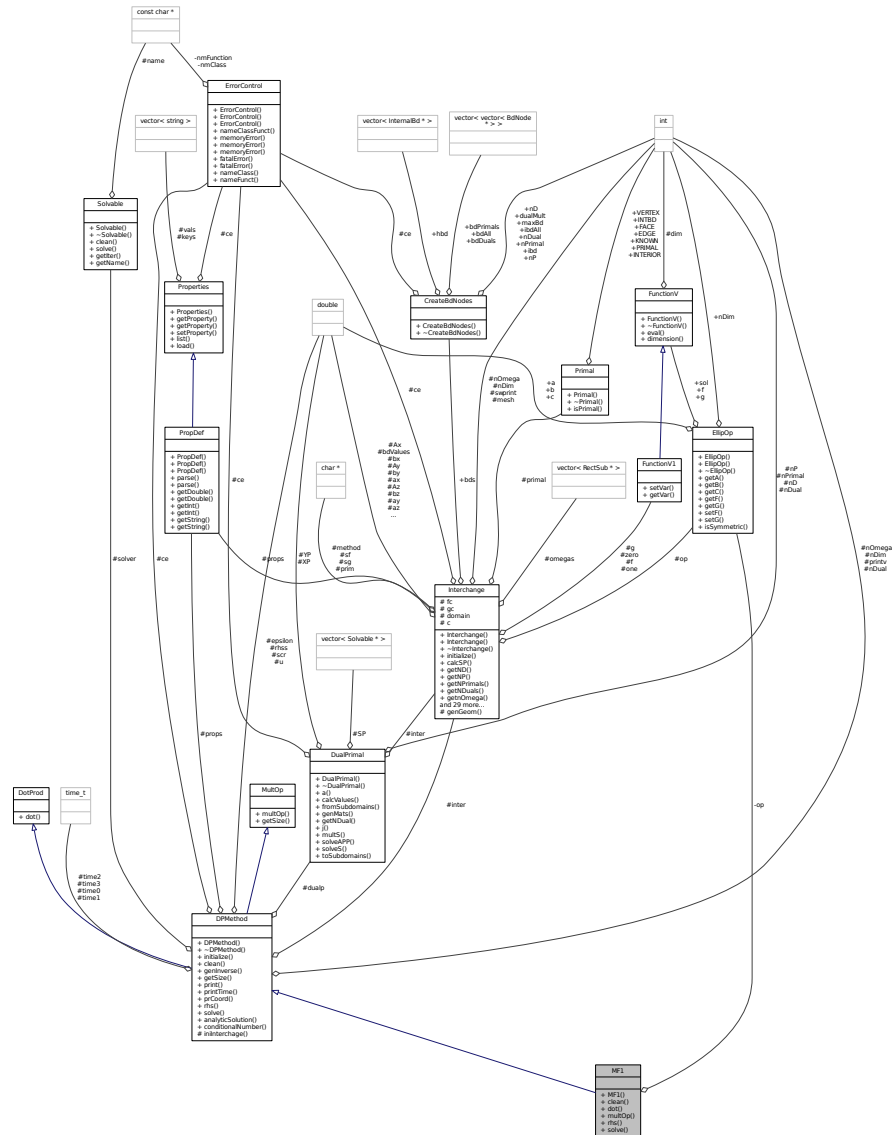 const char *
#name
-nmFunction
-nmClass
ErrorControl
+ ErrorControl()
+ ErrorControl()
+ ErrorControl()
+ nameClassFunct()
+ memoryError()
+ memoryError()
+ memoryError()
+ fatalError()
+ fatalError()
+ nameClass()
+ nameFunct()
vector< string >
vector< InternalBd * >
vector< vector< BdNode
* > >
int
Solvable
+ Solvable()
+ ~Solvable()
+ clean()
+ solve()
+ getIter()
+ getName()
#vals
#keys
#ce
#ce
+hbd
+bdPrimals
+bdAll
+bdDuals
+nD
+dualMult
+maxBd
+ibdAll
+nDual
+nPrimal
+ibd
+nP
+VERTEX
+INTBD
+FACE
+EDGE
+KNOWN
+PRIMAL
+INTERIOR
#dim
Properties
+ Properties()
+ getProperty()
+ getProperty()
+ setProperty()
+ list()
+ load()
double
CreateBdNodes
+ CreateBdNodes()
+ ~CreateBdNodes()
FunctionV
+ FunctionV()
+ ~FunctionV()
+ eval()
+ dimension()
+nDim
Primal
+ Primal()
+ ~Primal()
+ isPrimal()
#ce
#nOmega
#nDim
#swprint
#mesh
+a
+b
+c
+sol
+f
+g
PropDef
+ PropDef()
+ PropDef()
+ PropDef()
+ parse()
+ parse()
+ getDouble()
+ getDouble()
+ getInt()
+ getInt()
+ getString()
+ getString()
EllipOp
+ EllipOp()
+ EllipOp()
+ ~EllipOp()
+ getA()
+ getB()
+ getC()
+ getF()
+ getG()
+ setF()
+ setG()
+ isSymmetric()
#ce
char *
#Ax
#bdValues
#bx
#Ay
#by
#ax
#Az
#bz
#ay
#az
...
+bds
#primal
vector< RectSub * >
FunctionV1
+ setVar()
+ getVar()
#nP
#nPrimal
#nD
#nDual
#solver
#ce
#props
#YP
#XP
#method
#sf
#sg
#prim
#omegas
#g
#zero
#f
#one
#op
#nOmega
#nDim
#printv
#nDual
Interchange
# fc
# gc
# domain
# c
+ Interchange()
+ Interchange()
+ ~Interchange()
+ initialize()
+ calcSP()
+ getND()
+ getNP()
+ getNPrimals()
+ getNDuals()
+ getnOmega()
and 29 more...
# genGeom()
vector< Solvable * >
#epsilon
#rhss
#scr
#u
#props
#SP
#inter
DualPrimal
+ DualPrimal()
+ ~DualPrimal()
+ a()
+ calcValues()
+ fromSubdomains()
+ genMats()
+ getNDual()
+ j()
+ multS()
+ solveAPP()
+ solveS()
+ toSubdomains()
DotProd
+ dot()
time_t
MultOp
+ multOp()
+ getSize()
#inter
-op
#time2
#time3
#time0
#time1
#dualp
DPMethod
+ DPMethod()
+ ~DPMethod()
+ initialize()
+ clean()
+ genInverse()
+ getSize()
+ print()
+ printTime()
+ prCoord()
+ rhs()
+ solve()
+ analyticSolution()
+ conditionalNumber()
# iniInterchage()
MF1
+ MF1()
+ clean()
+ dot()
+ multOp()
+ rhs()
+ solve()